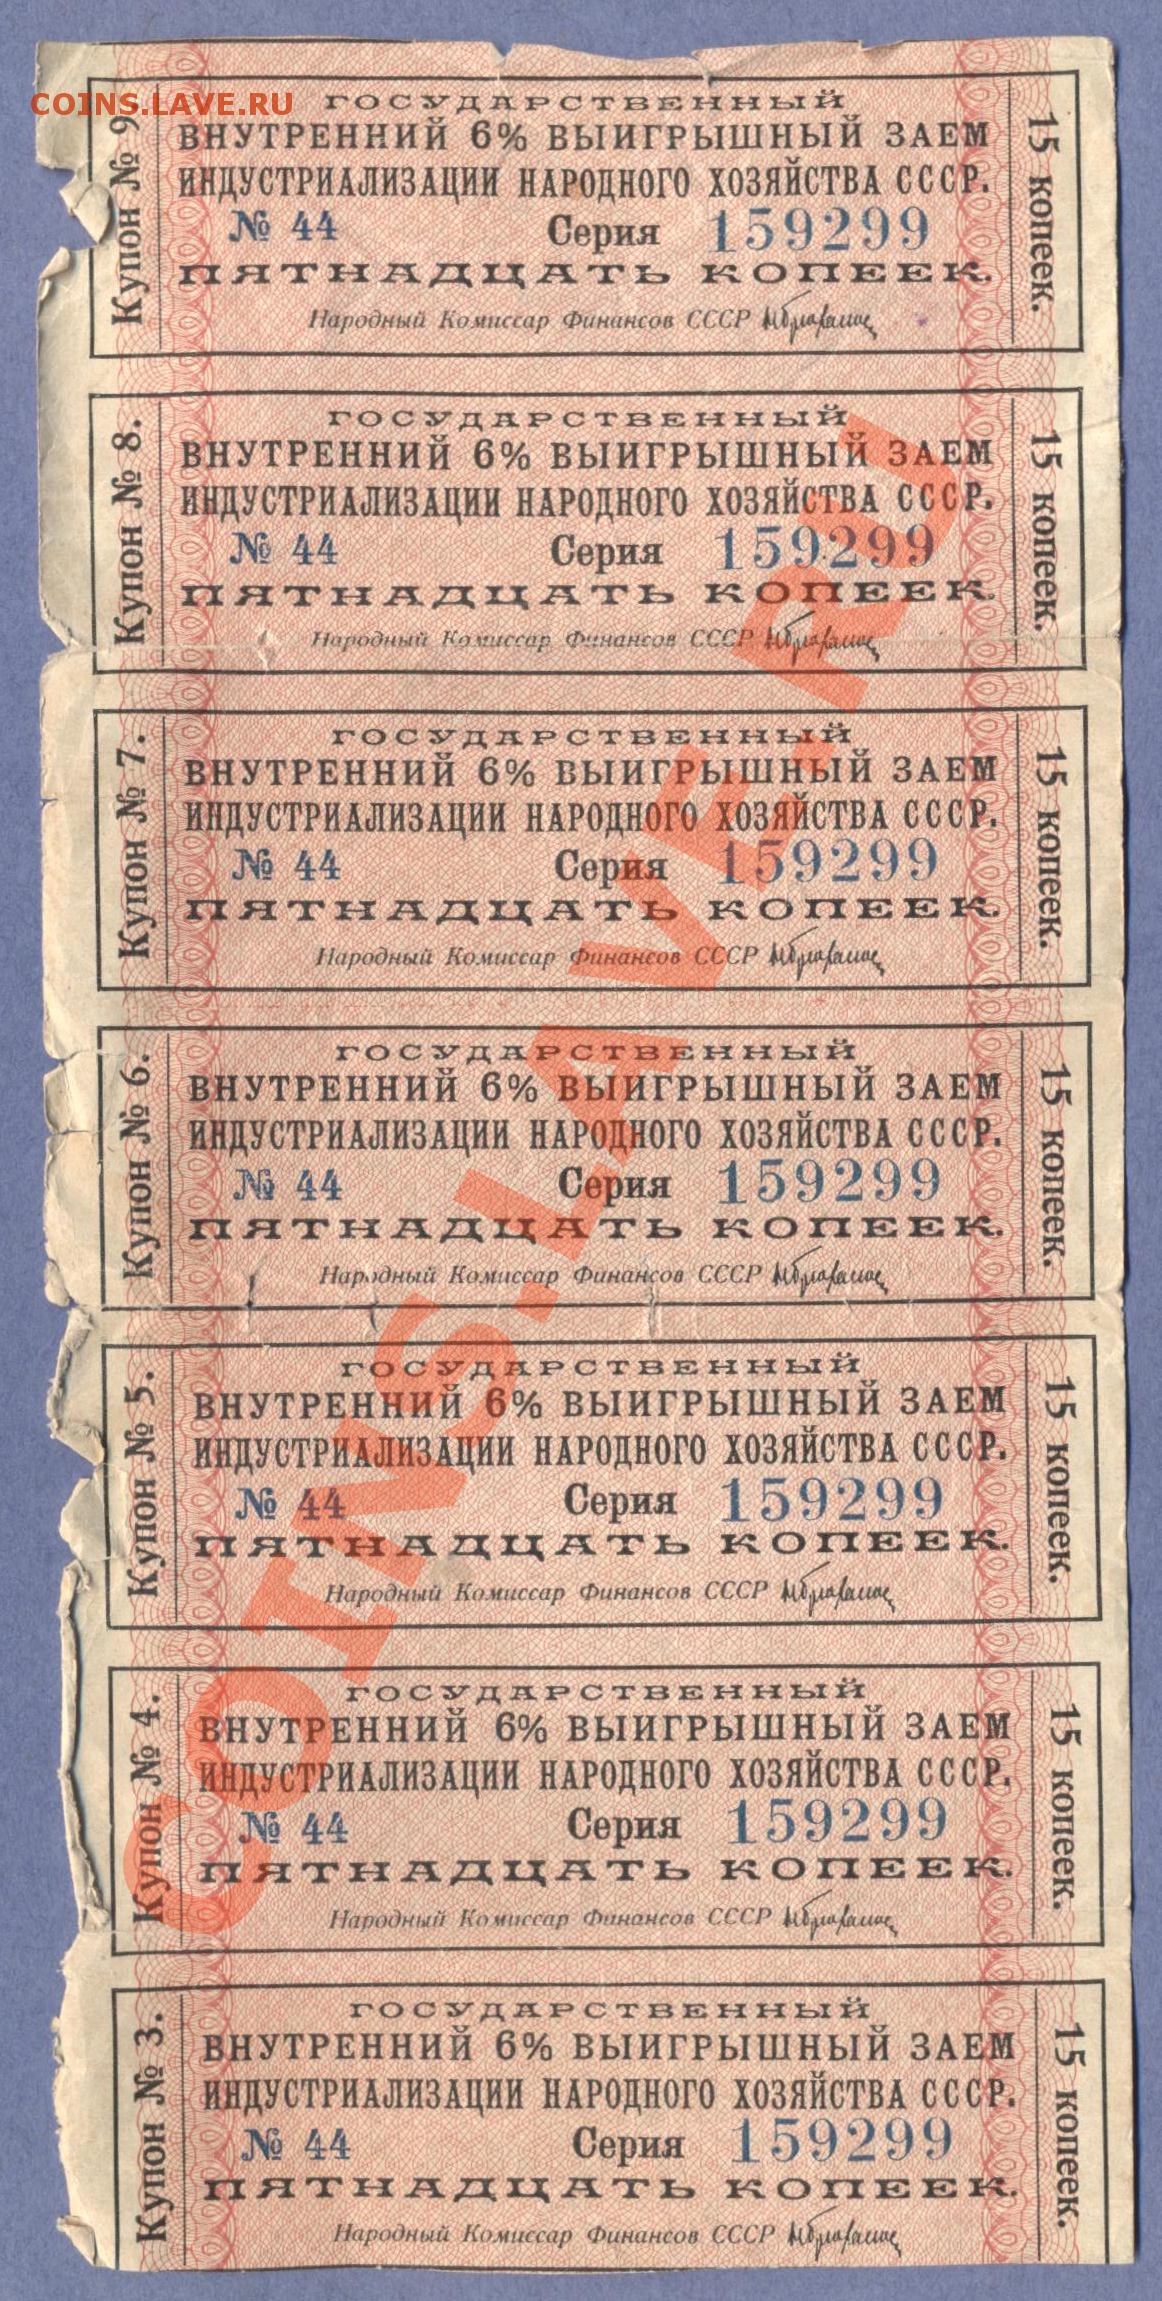 COINS.LAVE.RU
Купон № 9
ГОСУДАРСТВЕННЫЙ
ВНУТРЕННИЙ 6% ВЫИГРЫШНЫЙ ЗАЕМ
ИНДУСТРИАЛИЗАЦИИ НАРОДНОГО ХОЗЯЙСТВА СССР.
№ 44 Серия 159299
ПЯТНАДЦАТЬ КОПЕЕК.
Народный Комиссар Финансов СССР
15 копеек.
Купон № 8.
ГОСУДАРСТВЕННЫЙ
ВНУТРЕННИЙ 6% ВЫИГРЫШНЫЙ ЗАЕМ
ИНДУСТРИАЛИЗАЦИИ НАРОДНОГО ХОЗЯЙСТВА СССР.
№ 44 Серия 159299
ПЯТНАДЦАТЬ КОПЕЕК.
Народный Комиссар Финансов СССР
15 копеек.
Купон № 7.
ГОСУДАРСТВЕННЫЙ
ВНУТРЕННИЙ 6% ВЫИГРЫШНЫЙ ЗАЕМ
ИНДУСТРИАЛИЗАЦИИ НАРОДНОГО ХОЗЯЙСТВА СССР.
№ 44 Серия 159299
ПЯТНАДЦАТЬ КОПЕЕК.
Народный Комиссар Финансов СССР
15 копеек.
Купон № 6.
ГОСУДАРСТВЕННЫЙ
ВНУТРЕННИЙ 6% ВЫИГРЫШНЫЙ ЗАЕМ
ИНДУСТРИАЛИЗАЦИИ НАРОДНОГО ХОЗЯЙСТВА СССР.
№ 44 Серия 159299
ПЯТНАДЦАТЬ КОПЕЕК.
Народный Комиссар Финансов СССР
15 копеек.
Купон № 5.
ГОСУДАРСТВЕННЫЙ
ВНУТРЕННИЙ 6% ВЫИГРЫШНЫЙ ЗАЕМ
ИНДУСТРИАЛИЗАЦИИ НАРОДНОГО ХОЗЯЙСТВА СССР.
№ 44 Серия 159299
ПЯТНАДЦАТЬ КОПЕЕК.
Народный Комиссар Финансов СССР
15 копеек.
Купон № 4.
ГОСУДАРСТВЕННЫЙ
ВНУТРЕННИЙ 6% ВЫИГРЫШНЫЙ ЗАЕМ
ИНДУСТРИАЛИЗАЦИИ НАРОДНОГО ХОЗЯЙСТВА СССР.
№ 44 Серия 159299
ПЯТНАДЦАТЬ КОПЕЕК.
Народный Комиссар Финансов СССР
15 копеек.
Купон № 3.
ГОСУДАРСТВЕННЫЙ
ВНУТРЕННИЙ 6% ВЫИГРЫШНЫЙ ЗАЕМ
ИНДУСТРИАЛИЗАЦИИ НАРОДНОГО ХОЗЯЙСТВА СССР.
№ 44 Серия 159299
ПЯТНАДЦАТЬ КОПЕЕК.
Народный Комиссар Финансов СССР
15 копеек.
COINS.LAVE.RU